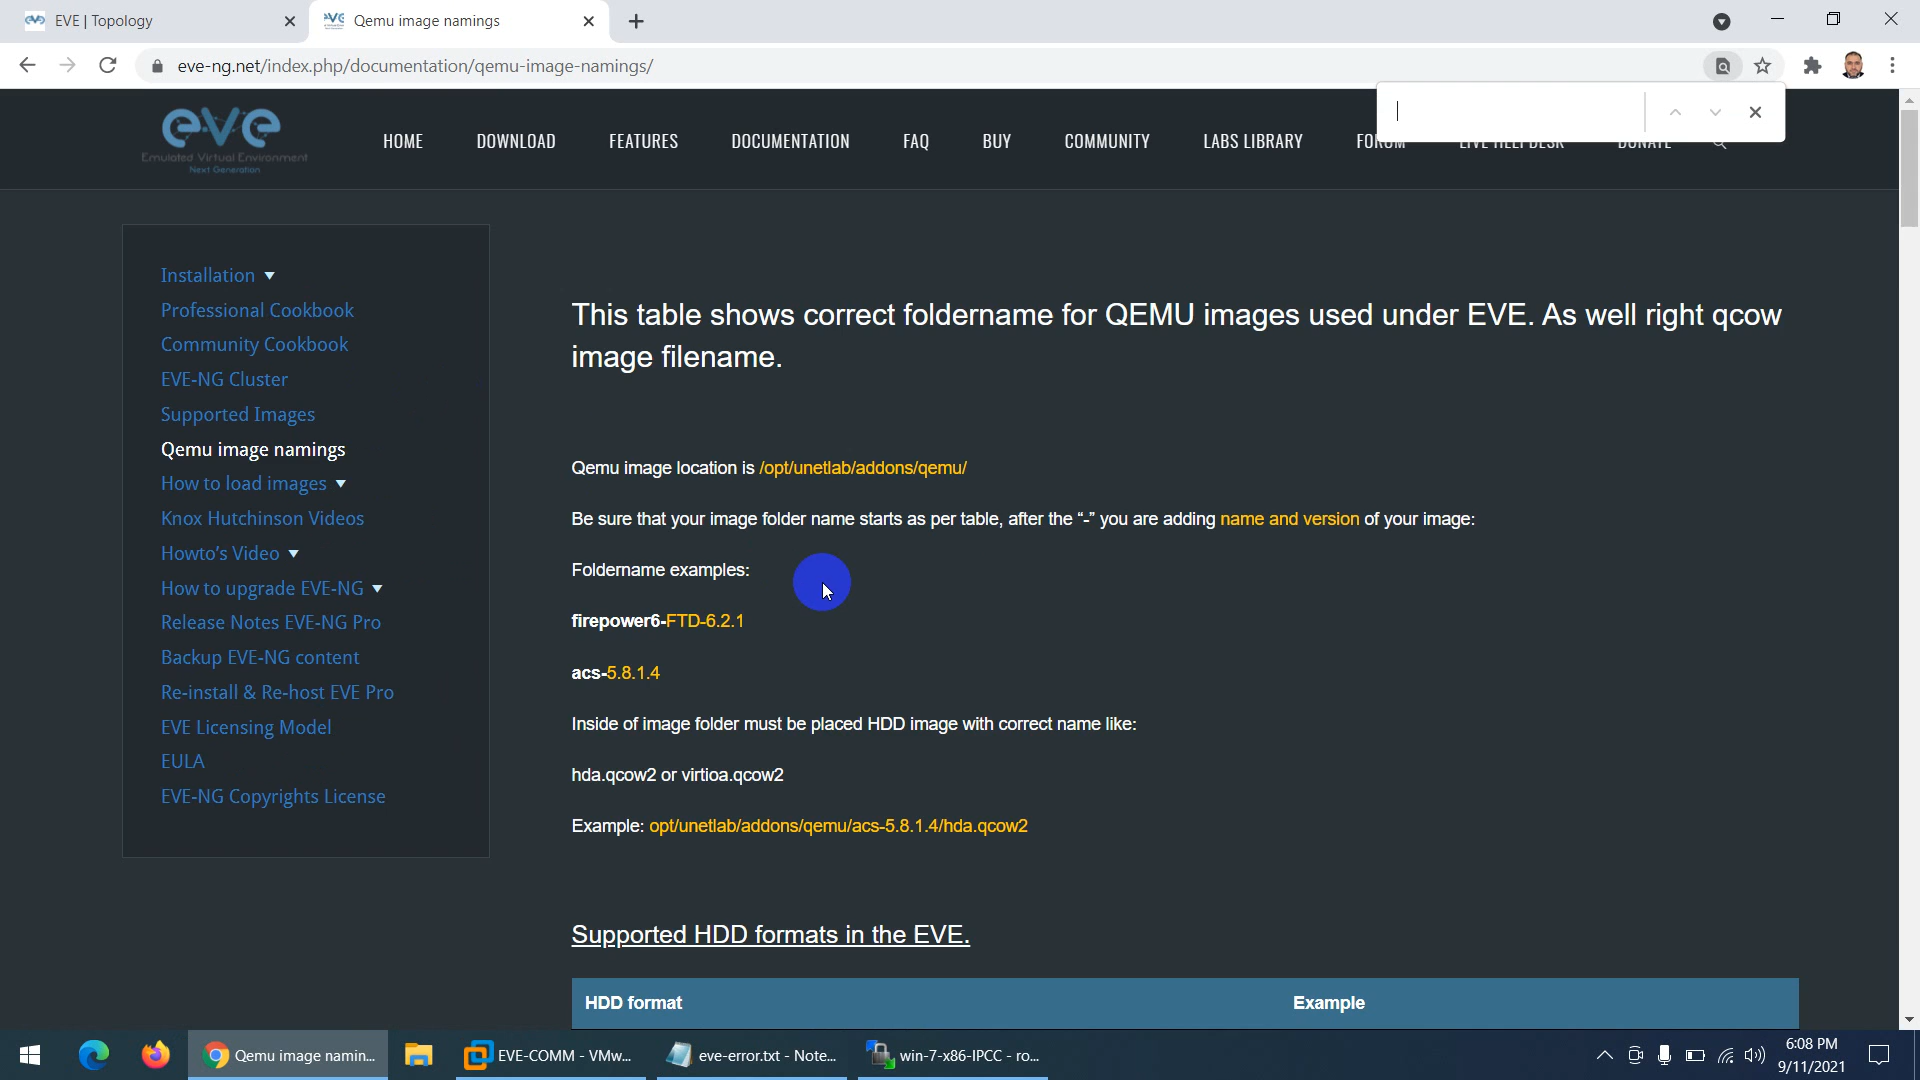 EVE | Topology
Qemu image namings
eve-ng.net/index.php/documentation/qemu-image-namings/
eve
Emulated Virtual Environment
Next Generation
HOME
DOWNLOAD
FEATURES
DOCUMENTATION
FAQ
BUY
COMMUNITY
LABS LIBRARY
FORUM
LIVE HELPDESK
DONATE
Installation
Professional Cookbook
Community Cookbook
EVE-NG Cluster
Supported Images
Qemu image namings
How to load images
Knox Hutchinson Videos
Howto's Video
How to upgrade EVE-NG
Release Notes EVE-NG Pro
Backup EVE-NG content
Re-install & Re-host EVE Pro
EVE Licensing Model
EULA
EVE-NG Copyrights License
This table shows correct foldername for QEMU images used under EVE. As well right qcow
image filename.
Qemu image location is /opt/unetlab/addons/qemu/
Be sure that your image folder name starts as per table, after the “-” you are adding name and version of your image:
Foldername examples:
firepower6-FTD-6.2.1
acs-5.8.1.4
Inside of image folder must be placed HDD image with correct name like:
hda.qcow2 or virtioa.qcow2
Example: opt/unetlab/addons/qemu/acs-5.8.1.4/hda.qcow2
Supported HDD formats in the EVE.
HDD format
Example
Qemu image namin...
EVE-COMM - VMw...
eve-error.txt - Note...
win-7-x86-IPCC - ro...
6:08 PM
9/11/2021